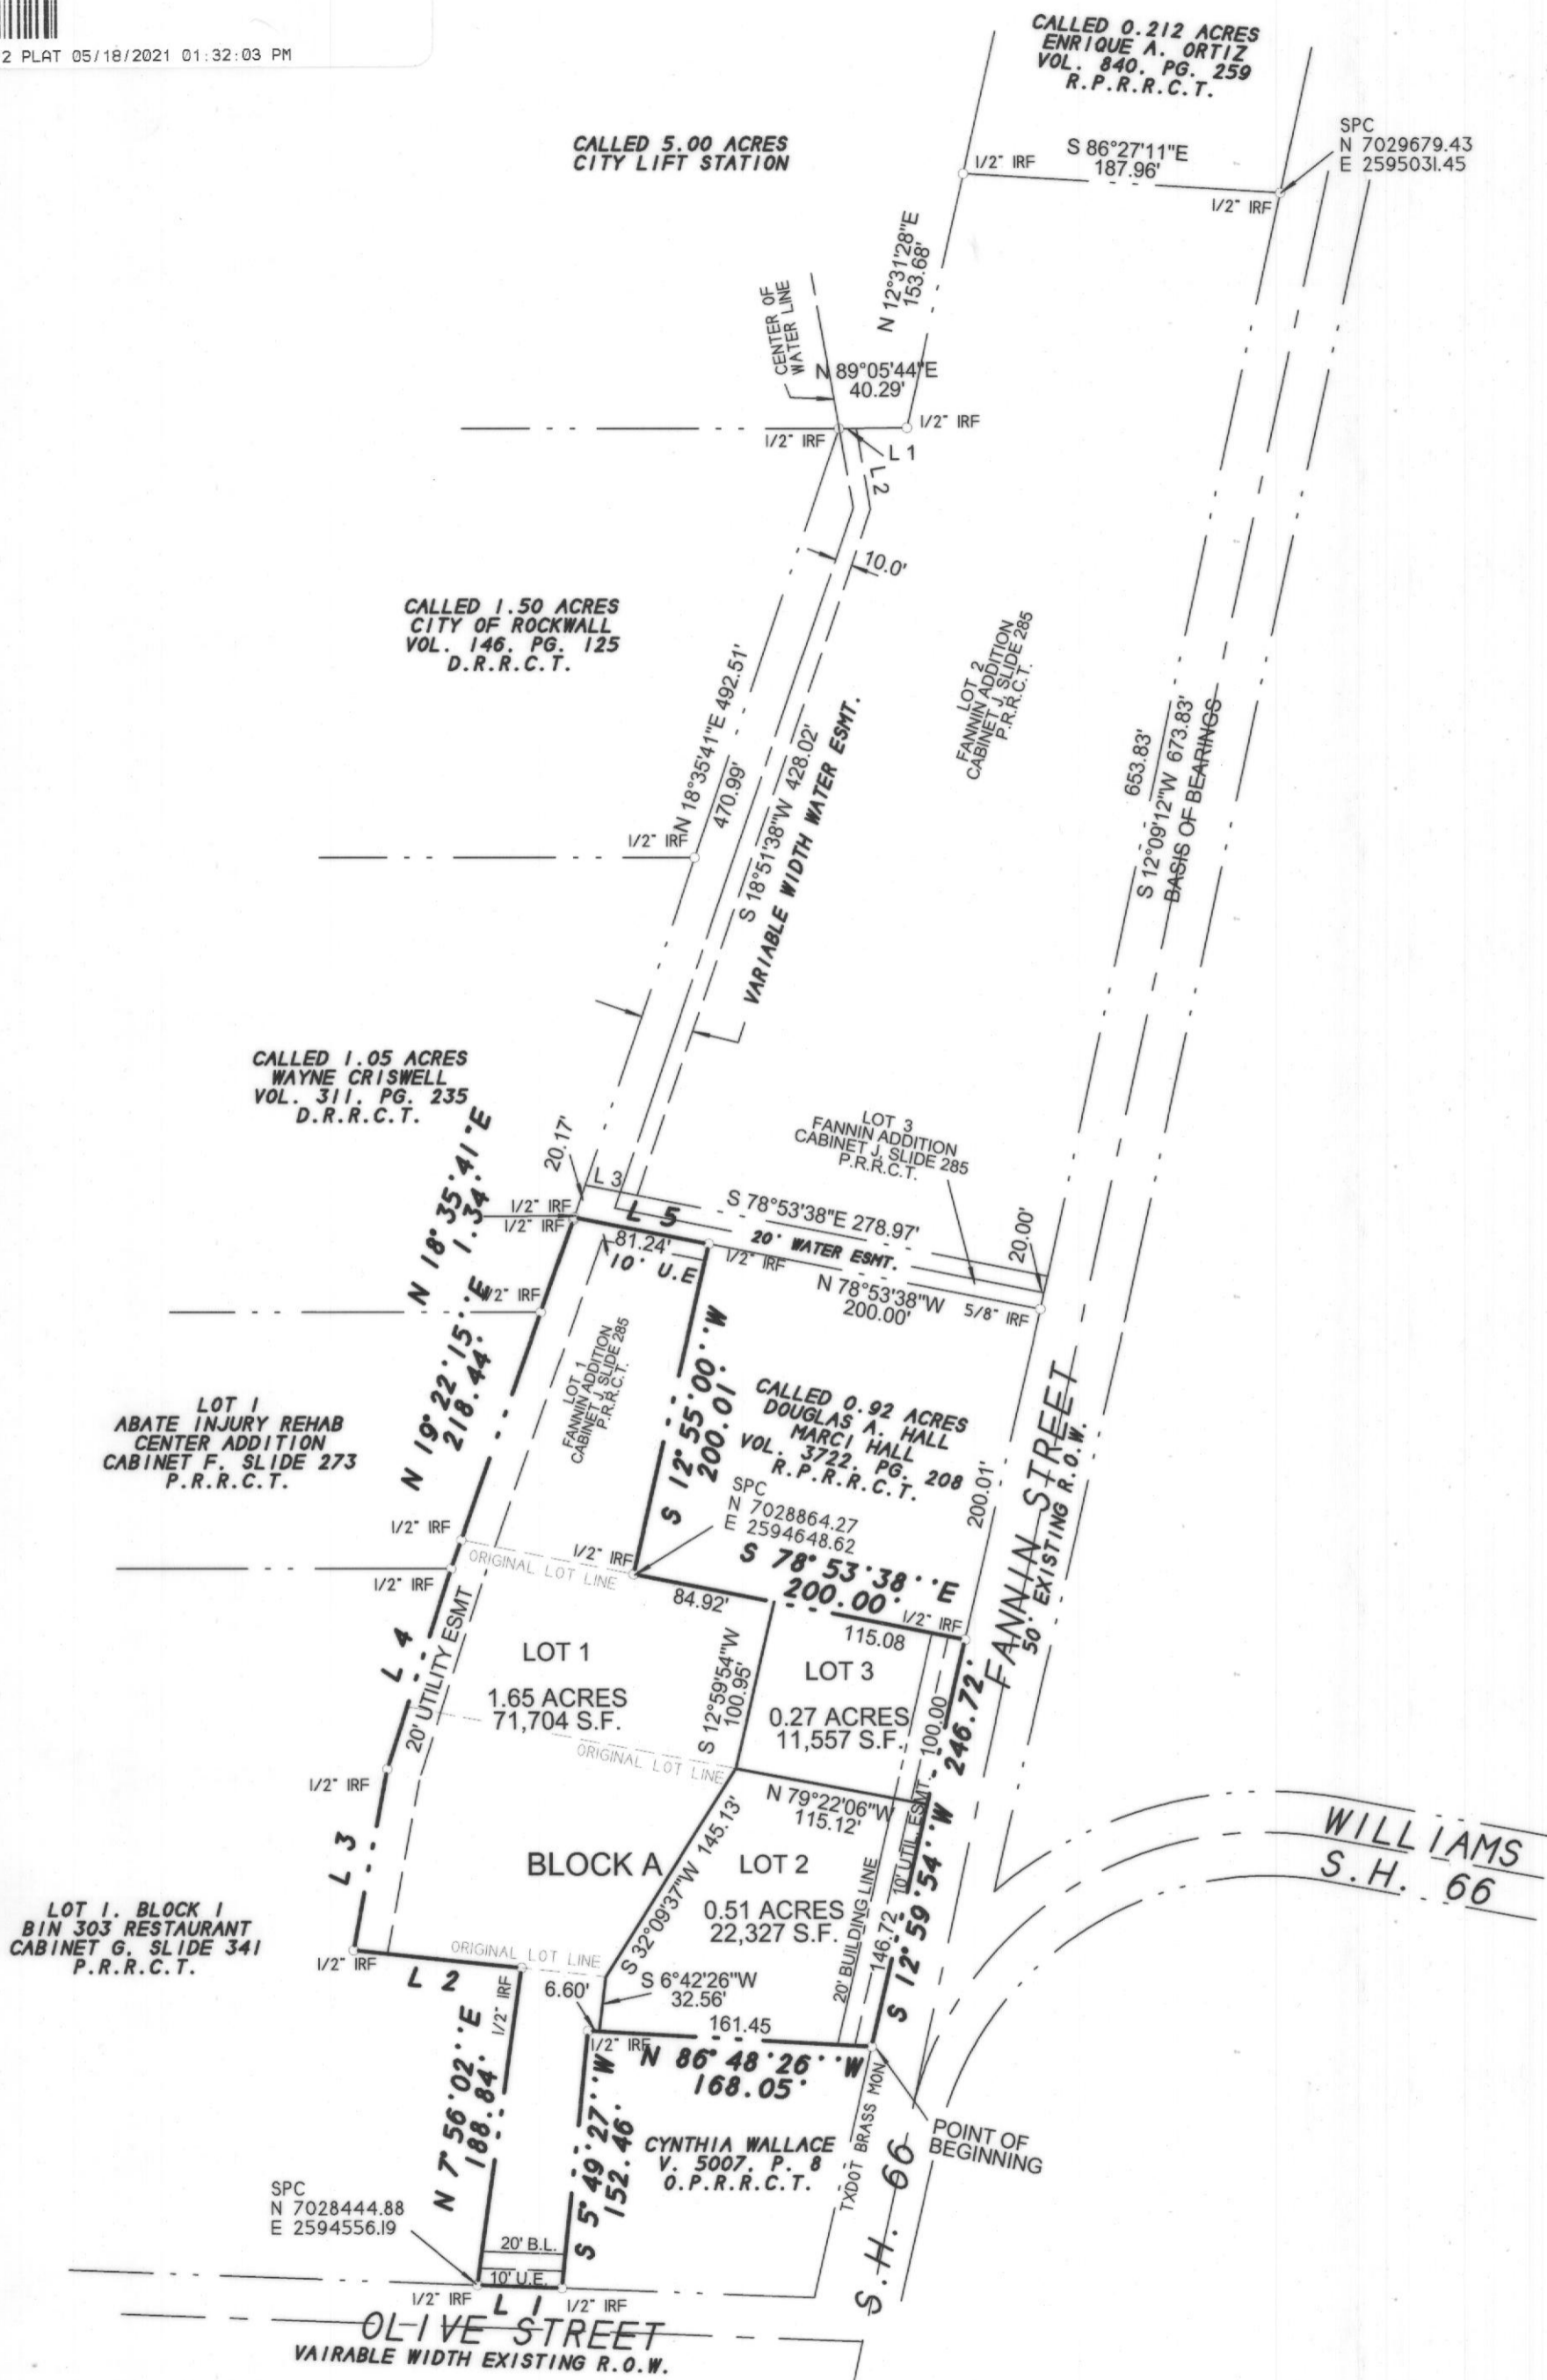 2 PLAT 05/18/2021 01:32:03 PM
CALLED 0.212 ACRES
ENRIQUE A. ORTIZ
VOL. 840. PG. 259
R.P.R.R.C.T.
SPC
N 7029679.43
E 2595031.45
CALLED 5.00 ACRES
CITY LIFT STATION
1/2" IRF
S 86°27'11"E
187.96'
1/2" IRF
N 12°31'28"E
153.68'
CENTER OF
WATER LINE
N 89°05'44"E
40.29'
1/2" IRF
1/2" IRF
L 1
L 2
10.0'
CALLED 1.50 ACRES
CITY OF ROCKWALL
VOL. 146. PG. 125
D.R.R.C.T.
LOT 2
FANNIN ADDITION
CABINET J, SLIDE 285
P.R.R.C.T.
N 18°35'41"E 492.51'
470.99'
1/2" IRF
S 18°51'38"W 428.02'
VARIABLE WIDTH WATER ESMT.
653.83'
S 12°09'12"W 673.83'
BASIS OF BEARINGS
CALLED 1.05 ACRES
WAYNE CRISWELL
VOL. 311. PG. 235
D.R.R.C.T.
N 18°35'41"E
1.34'
20.17'
LOT 3
FANNIN ADDITION
CABINET J, SLIDE 285
P.R.R.C.T.
L 3
1/2" IRF
1/2" IRF
L 5
S 78°53'38"E 278.97'
20' WATER ESMT.
20.00'
81.24'
10' U.E
1/2" IRF
N 78°53'38"W
200.00'
5/8" IRF
1/2" IRF
N 19°22'15''E
218.44'
LOT 1
FANNIN ADDITION
CABINET J, SLIDE 285
P.R.R.C.T.
S 12°55'00''W
200.01'
CALLED 0.92 ACRES
DOUGLAS A. HALL
MARCI HALL
VOL. 3722. PG. 208
R.P.R.R.C.T.
LOT 1
ABATE INJURY REHAB
CENTER ADDITION
CABINET F. SLIDE 273
P.R.R.C.T.
FANNIN STREET
50' EXISTING R.O.W.
200.01'
SPC
N 7028864.27
E 2594648.62
1/2" IRF
ORIGINAL LOT LINE
1/2" IRF
S 78°53'38''E
200.00'
1/2" IRF
1/2" IRF
84.92'
115.08
L 4
20' UTILITY ESMT
LOT 1
1.65 ACRES
71,704 S.F.
S 12°59'54"W
100.95'
LOT 3
0.27 ACRES
11,557 S.F.
100.00
ORIGINAL LOT LINE
S 12°59'54''W 246.72'
1/2" IRF
N 79°22'06"W
115.12'
10' UTIL. ESMT.
WILLIAMS
S.H. 66
L 3
BLOCK A
S 32°09'37"W 145.13'
LOT 2
0.51 ACRES
22,327 S.F.
20' BUILDING LINE
146.72
LOT 1. BLOCK 1
BIN 303 RESTAURANT
CABINET G. SLIDE 341
P.R.R.C.T.
1/2" IRF
ORIGINAL LOT LINE
L 2
1/2" IRF
6.60'
S 6°42'26"W
32.56'
161.45
1/2" IRF
N 86°48'26''W
168.05'
N 7°56'02''E
188.84'
S 5°49'27''W
152.46'
CYNTHIA WALLACE
V. 5007. P. 8
O.P.R.R.C.T.
TXDOT BRASS MON.
POINT OF
BEGINNING
S.H. 66
SPC
N 7028444.88
E 2594556.19
20' B.L.
10' U.E.
1/2" IRF
L 1
1/2" IRF
OLIVE STREET
VAIRABLE WIDTH EXISTING R.O.W.